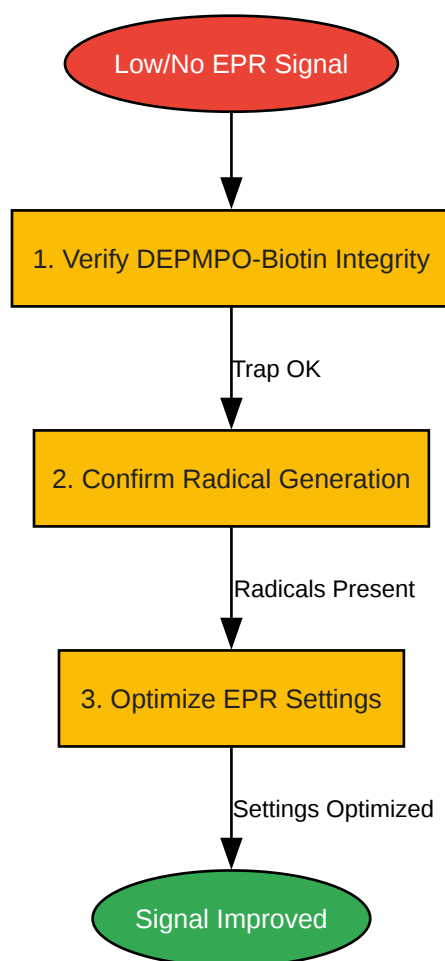 Low/No EPR Signal
1. Verify DEPMPO-Biotin Integrity
Trap OK
2. Confirm Radical Generation
Radicals Present
3. Optimize EPR Settings
Settings Optimized
Signal Improved